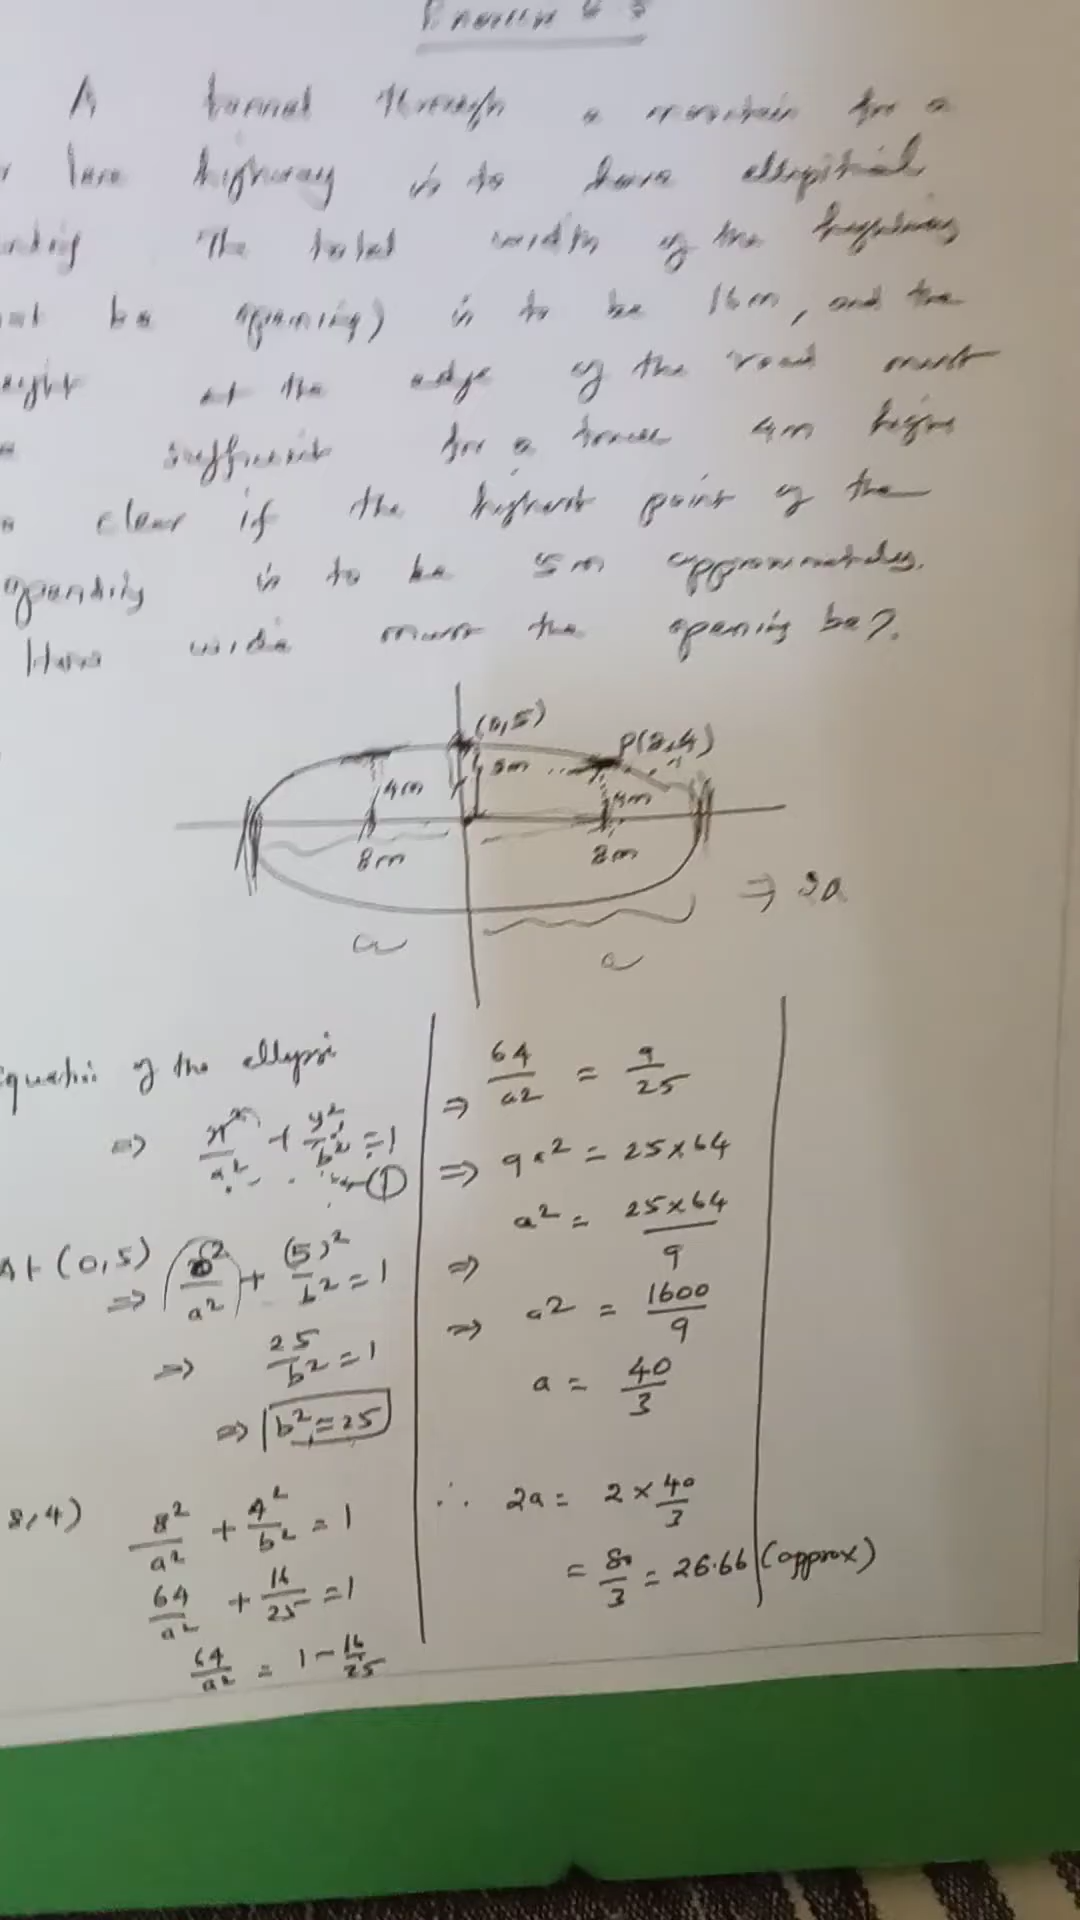 A tunnel through a mountain for a
lane highway is to have elliptical
The total width of the highway
be opening) is to be 16m, and the
at the edge of the road must
sufficient for a truck 4m high
clear if the highest point of the
is to be 5m approximately.
How wide must the opening be?.
(0,5)
P(8,4)
5m
4m
4m
8m
8m
⇒ 2a
a
a
of the
⇒ x²/a² + y²/b² = 1
①
At (0,5)
⇒ 0²/a² + (5)²/b² = 1
⇒ 25/b² = 1
⇒ b² = 25
8,4) 8²/a² + 4²/b² = 1
64/a² + 16/25 = 1
64/a² = 1 - 16/25
⇒ 64/a² = 9/25
⇒ 9a² = 25×64
⇒ a² = 25×64/9
⇒ a² = 1600/9
a = 40/3
∴ 2a = 2 × 40/3
= 80/3 = 26.66 (approx)